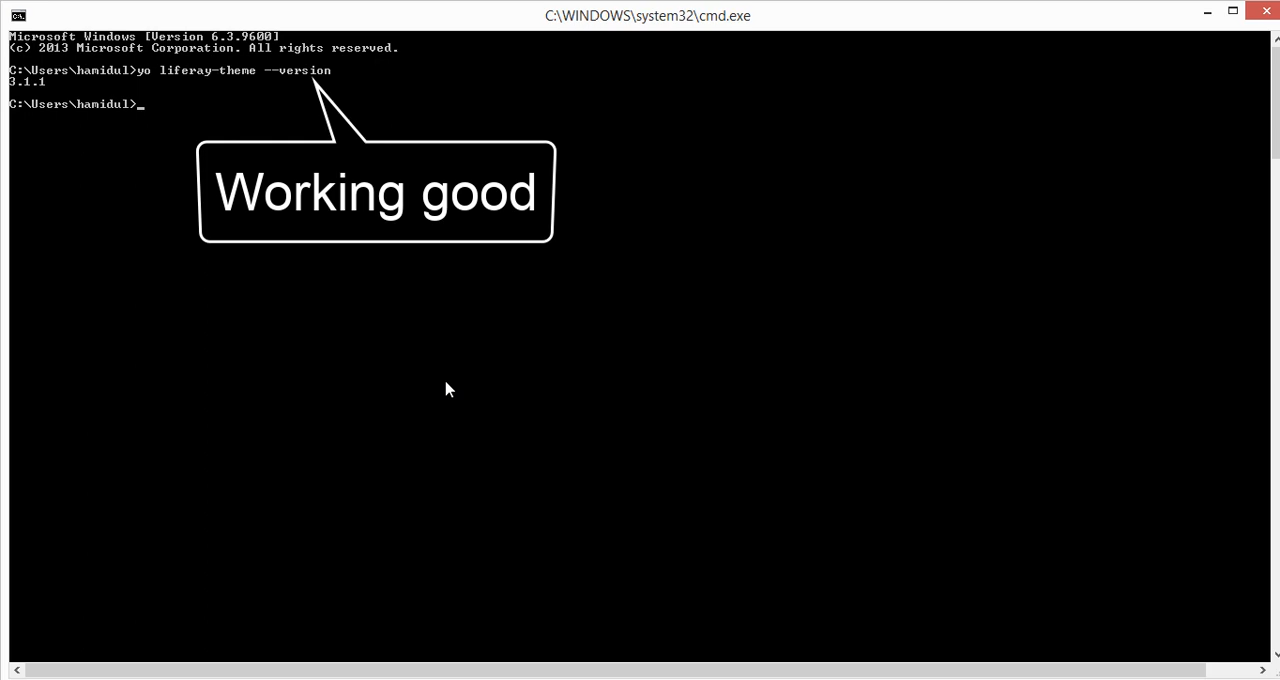 C:\WINDOWS\system32\cmd.exe
Microsoft Windows [Version 6.3.9600]
(c) 2013 Microsoft Corporation. All rights reserved.
C:\Users\hamidul>yo liferay-theme --version
3.1.1
C:\Users\hamidul>_
Working good